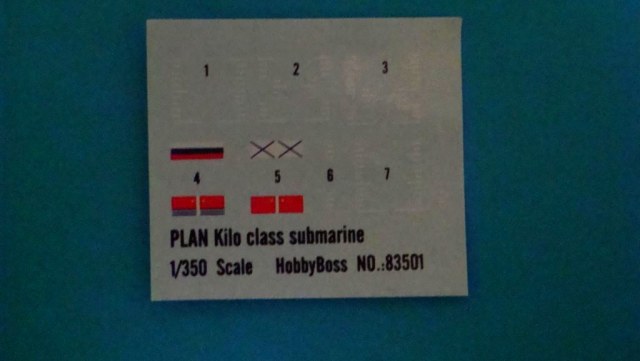 1 2 3
4 5 6 7
PLAN Kilo class submarine
1/350 Scale HobbyBoss NO.:83501